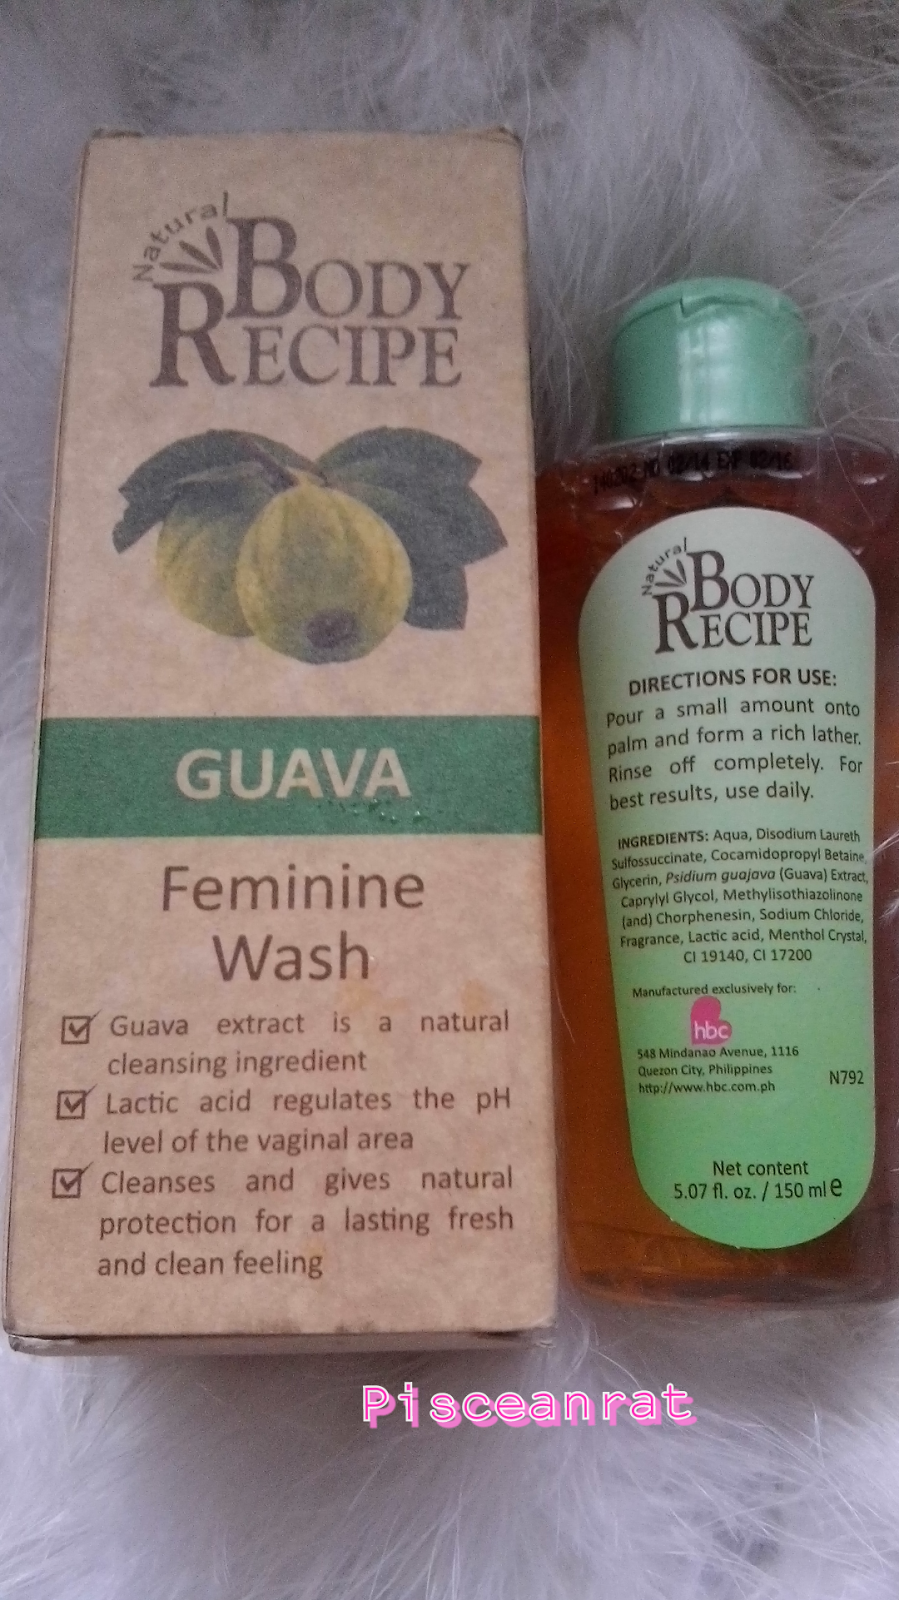 Natural
BODY
RECIPE
GUAVA
Feminine
Wash
Guava extract is a natural
cleansing ingredient
Lactic acid regulates the pH
level of the vaginal area
Cleanses and gives natural
protection for a lasting fresh
and clean feeling
02/14 EXP 02/16
Natural
BODY
RECIPE
DIRECTIONS FOR USE:
Pour a small amount onto
palm and form a rich lather.
Rinse off completely. For
best results, use daily.
INGREDIENTS: Aqua, Disodium Laureth
Sulfossuccinate, Cocamidopropyl Betaine,
Glycerin, Psidium guajava (Guava) Extract,
Caprylyl Glycol, Methylisothiazolinone
(and) Chorphenesin, Sodium Chloride,
Fragrance, Lactic acid, Menthol Crystal,
CI 19140, CI 17200
Manufactured exclusively for:
hbc
548 Mindanao Avenue, 1116
Quezon City, Philippines
http://www.hbc.com.ph
N792
Net content
5.07 fl. oz. / 150 ml e
Pisceanrat